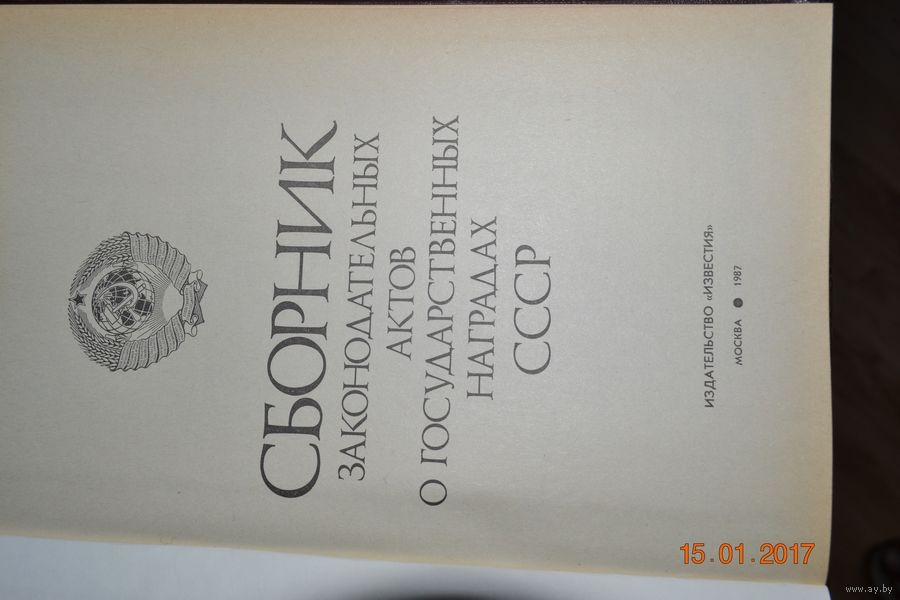 СБОРНИК
ЗАКОНОДАТЕЛЬНЫХ
АКТОВ
О ГОСУДАРСТВЕННЫХ
НАГРАДАХ
СССР
ИЗДАТЕЛЬСТВО «ИЗВЕСТИЯ»
МОСКВА ● 1987
15.01.2017
www.ay.by